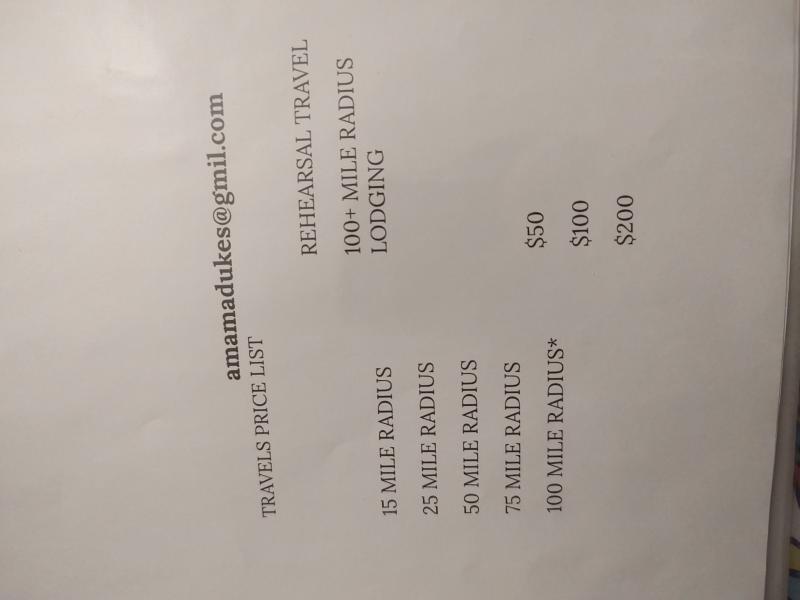 amamadukes@gmil.com
TRAVELS PRICE LIST
REHEARSAL TRAVEL
100+ MILE RADIUS
LODGING
15 MILE RADIUS
25 MILE RADIUS
50 MILE RADIUS
75 MILE RADIUS
100 MILE RADIUS*
$50
$100
$200